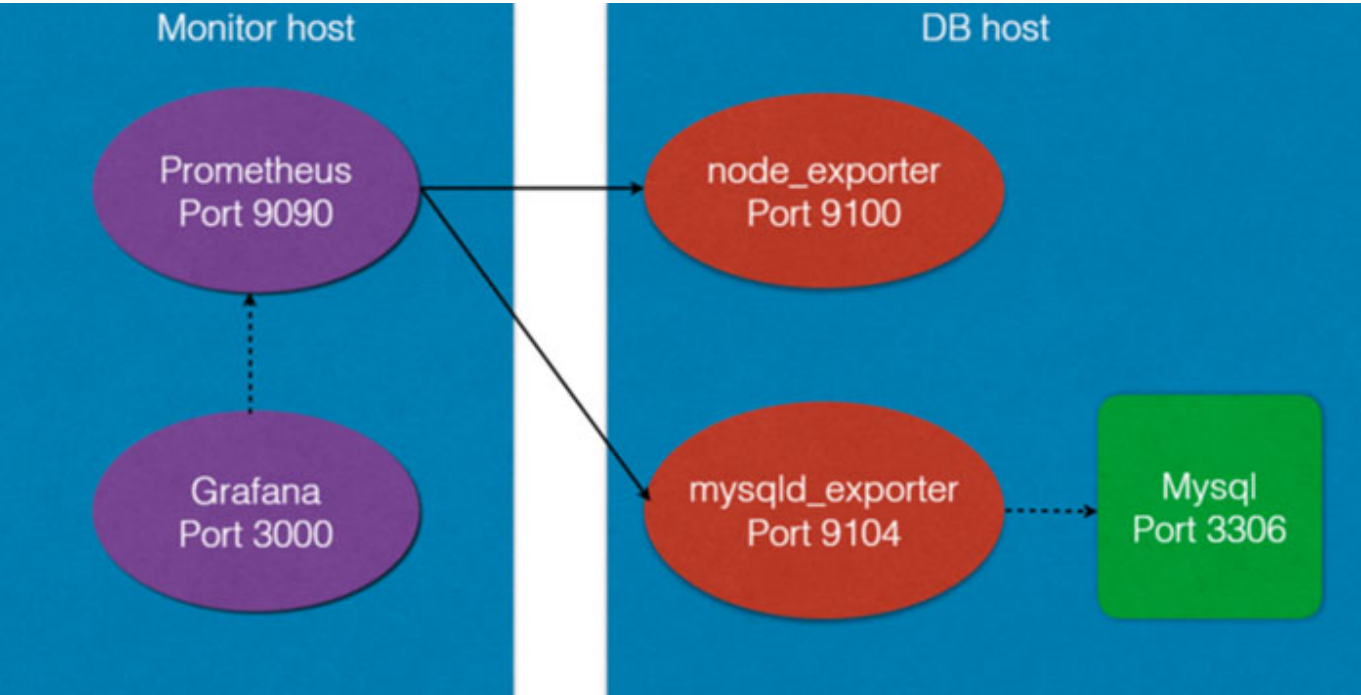 Monitor host
DB host
Prometheus
Port 9090
node_exporter
Port 9100
Grafana
Port 3000
mysqld_exporter
Port 9104
Mysql
Port 3306